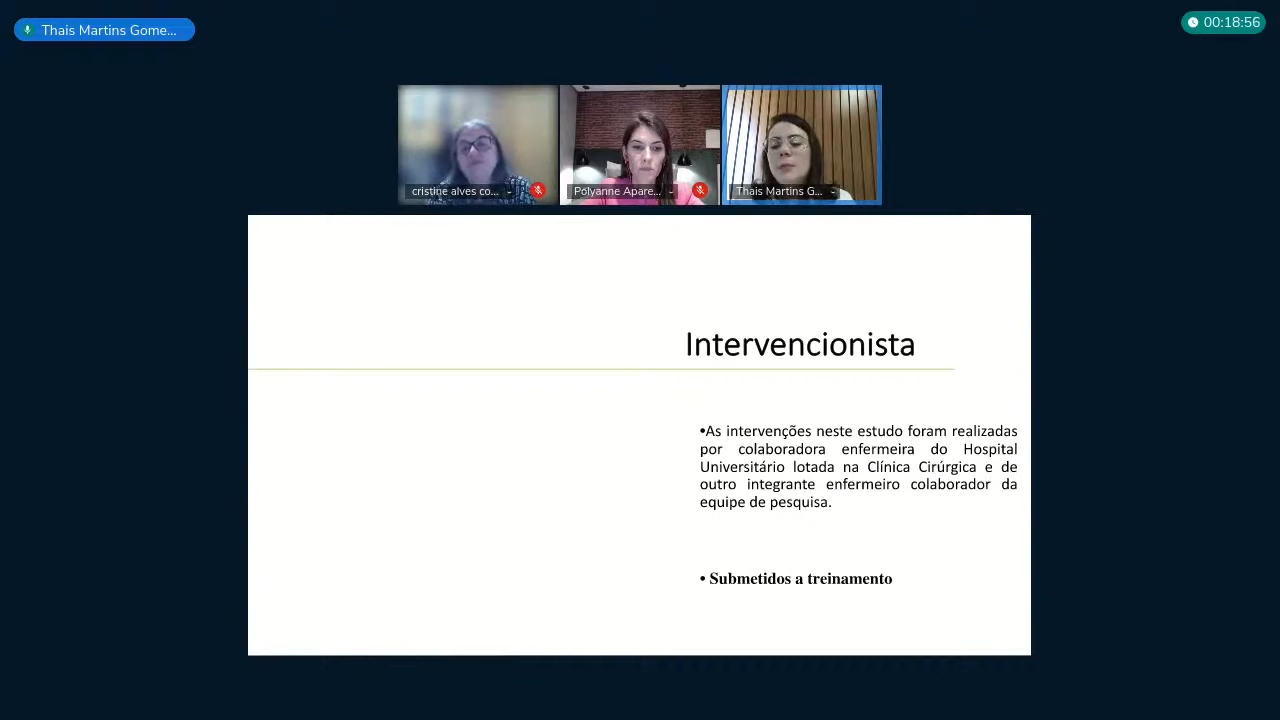 Thais Martins Gome...
00:18:56
cristine alves co...
Polyanne Apare...
Thais Martins G...
Intervencionista
•As intervenções neste estudo foram realizadas
por colaboradora enfermeira do Hospital
Universitário lotada na Clínica Cirúrgica e de
outro integrante enfermeiro colaborador da
equipe de pesquisa.
• Submetidos a treinamento